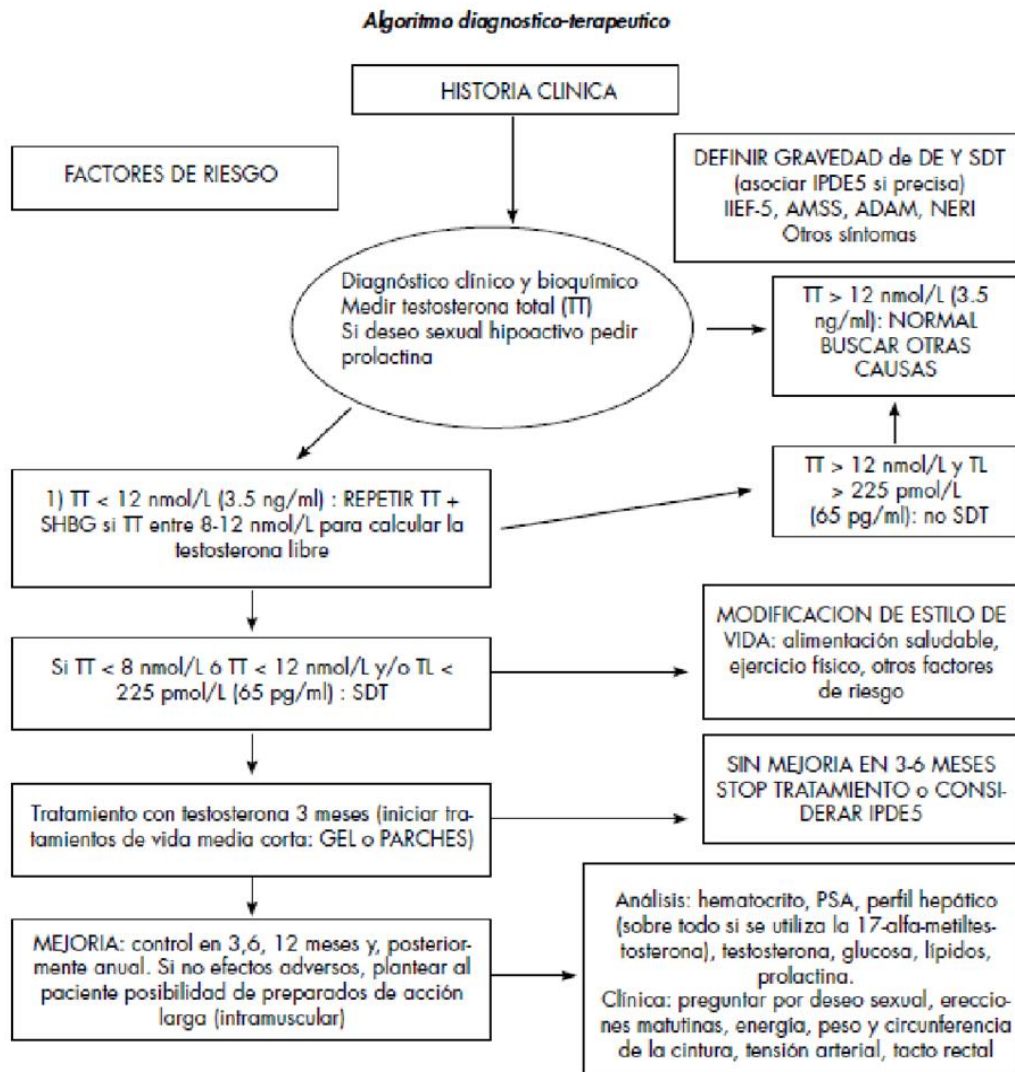 Algoritmo diagnostico-terapeutico
HISTORIA CLINICA
FACTORES DE RIESGO
DEFINIR GRAVEDAD de DE Y SDT
(asociar IPDE5 si precisa)
IIEF-5, AMSS, ADAM, NERI
Otros síntomas
Diagnóstico clínico y bioquímico
Medir testosterona total (TT)
Si deseo sexual hipoactivo pedir
prolactina
TT > 12 nmol/L (3.5
ng/ml): NORMAL
BUSCAR OTRAS
CAUSAS
1) TT < 12 nmol/L (3.5 ng/ml) : REPETIR TT +
SHBG si TT entre 8-12 nmol/L para calcular la
testosterona libre
TT > 12 nmol/L y TL
> 225 pmol/L
(65 pg/ml): no SDT
Si TT < 8 nmol/L ó TT < 12 nmol/L y/o TL <
225 pmol/L (65 pg/ml) : SDT
MODIFICACION DE ESTILO DE
VIDA: alimentación saludable,
ejercicio físico, otros factores
de riesgo
Tratamiento con testosterona 3 meses (iniciar tra-
tamientos de vida media corta: GEL o PARCHES)
SIN MEJORIA EN 3-6 MESES
STOP TRATAMIENTO o CONSI-
DERAR IPDE5
MEJORIA: control en 3,6, 12 meses y, posterior-
mente anual. Si no efectos adversos, plantear al
paciente posibilidad de preparados de acción
larga (intramuscular)
Análisis: hematocrito, PSA, perfil hepático
(sobre todo si se utiliza la 17-alfa-metiltes-
tosterona), testosterona, glucosa, lípidos,
prolactina.
Clínica: preguntar por deseo sexual, ereccio-
nes matutinas, energía, peso y circunferencia
de la cintura, tensión arterial, tacto rectal